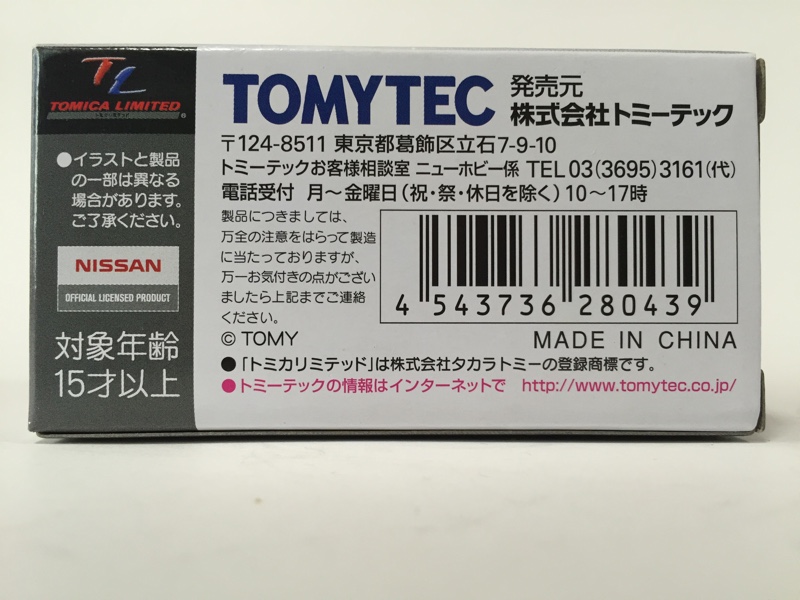 TL
TOMICA LIMITED
●イラストと製品
の一部は異なる
場合があります。
ご了承ください。
NISSAN
OFFICIAL LICENSED PRODUCT
対象年齢
15才以上
TOMYTEC
発売元
株式会社トミーテック
〒124-8511 東京都葛飾区立石7-9-10
トミーテックお客様相談室 ニューホビー係 TEL 03(3695)3161(代)
電話受付 月～金曜日(祝・祭・休日を除く)10～17時
製品につきましては、
万全の注意をはらって製造
に当たっておりますが、
万一お気付きの点がござい
ましたら上記までご連絡
ください。
4 543736 280439
© TOMY
MADE IN CHINA
●「トミカリミテッド」は株式会社タカラトミーの登録商標です。
●トミーテックの情報はインターネットで http://www.tomytec.co.jp/